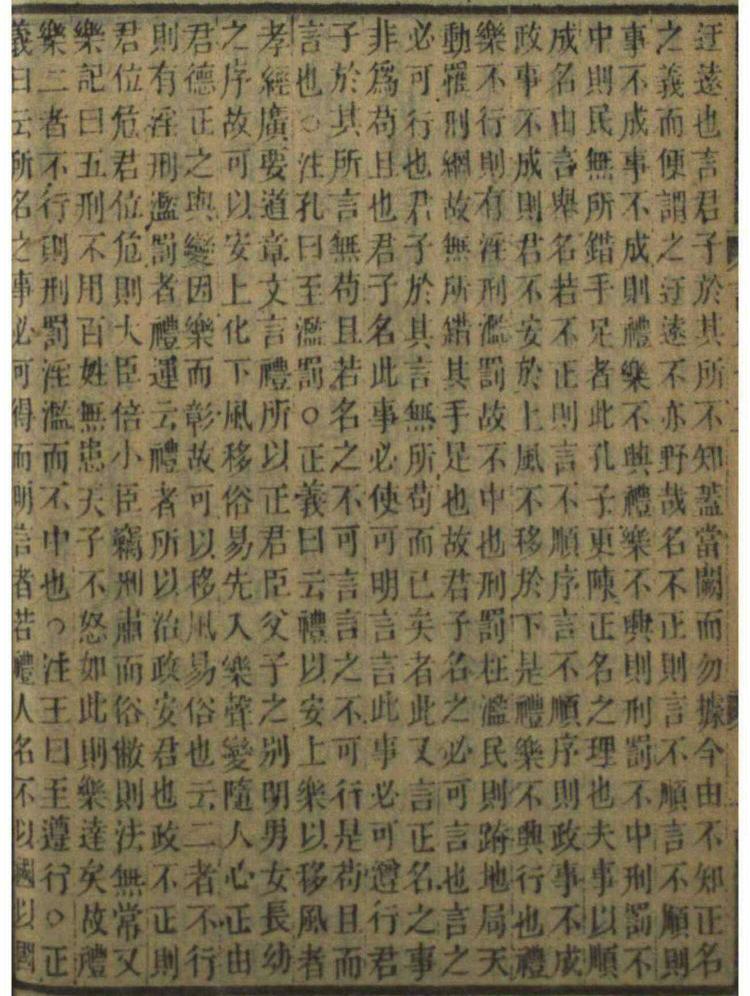 迂遠也言君子於其所不知蓋當闕而勿據今由不知正名
之義而便謂之迂遠不亦野哉名不正則言不順言不順則
事不成事不成則禮樂不興禮樂不興則刑罰不中刑罰不
中則民無所錯手足者此孔子更陳正名之理也夫事以順
成名由言舉名若不正則言不順序言不順序則政事不成
政事不成則君不安於上風不移於下是禮樂不興行也禮
樂不行則有淫刑濫罰故不中也刑罰枉濫民則蹐地局天
動罹刑網故無所錯其手足也故君子名之必可言也言之
必可行也君子於其言無所苟而已矣者此又言正名之事
非爲苟且也君子名此事必使可明言言此事必可遵行君
子於其所言無苟且若名之不可言言之不可行是苟且而
言也○注孔曰至濫罰○正義曰云禮以安上樂以移風者
孝經廣要道章文言禮所以正君臣父子之別明男女長幼
之序故可以安上化下風移俗易先入樂聲變隨人心正由
君德正之與變因樂而彰故可以移風易俗也云二者不行
則有淫刑濫罰者禮運云禮者所以治政安君也政不正則
君位危君位危則大臣倍小臣竊刑肅而俗敝則法無常又
樂記曰五刑不用百姓無患天子不怒如此則樂達矣故禮
樂二者不行則刑罰淫濫而不中也○注王曰至遵行○正
義曰云所名之事必可得而明言者若禮人名不以國以國